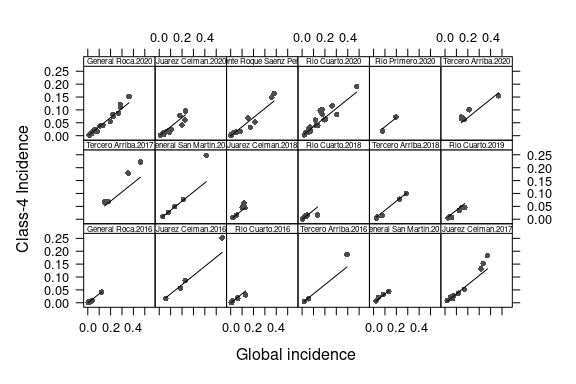 0.0 0.2 0.4 0.0 0.2 0.4 0.0 0.2 0.4
General Roca.2020 Juarez Celman.2020 nte Roque Saenz Pe Rio Cuarto.2020 Rio Primero.2020 Tercero Arriba.2020
0.25
0.20
0.15
0.10
0.05
0.00
Tercero Arriba.2017 eneral San Martin.20 Juarez Celman.2018 Rio Cuarto.2018 Tercero Arriba.2018 Rio Cuarto.2019
0.25
0.20
0.15
0.10
0.05
0.00
General Roca.2016 Juarez Celman.2016 Rio Cuarto.2016 Tercero Arriba.2016 eneral San Martin.20 Juarez Celman.2017
0.25
0.20
0.15
0.10
0.05
0.00
0.0 0.2 0.4 0.0 0.2 0.4 0.0 0.2 0.4
Class-4 Incidence
Global incidence